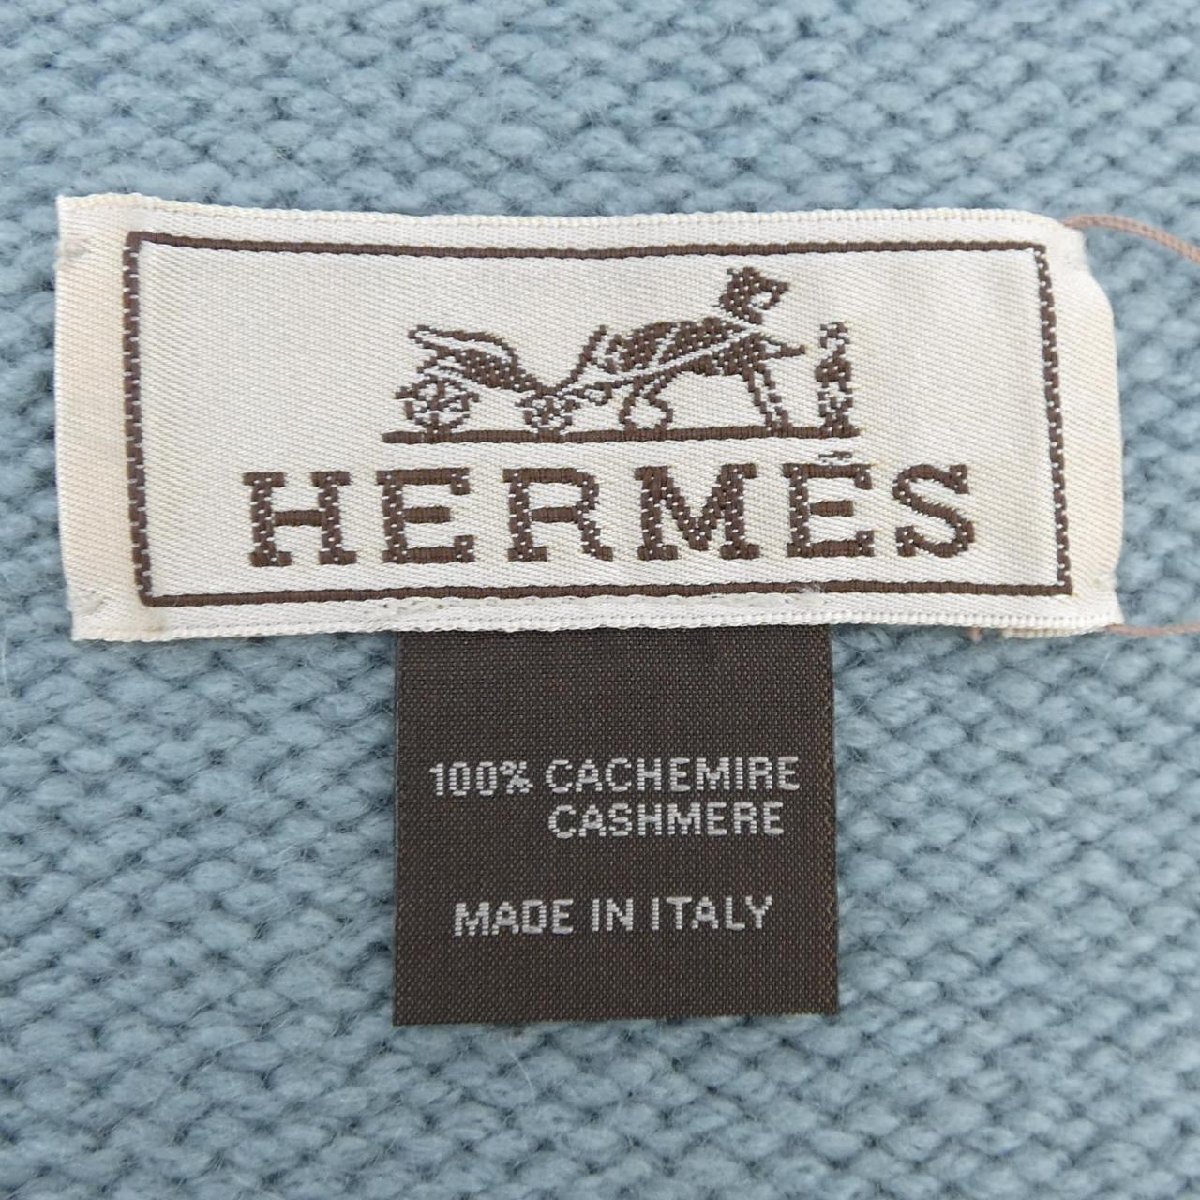 HERMÈS
100% CACHEMIRE
CASHMERE
MADE IN ITALY